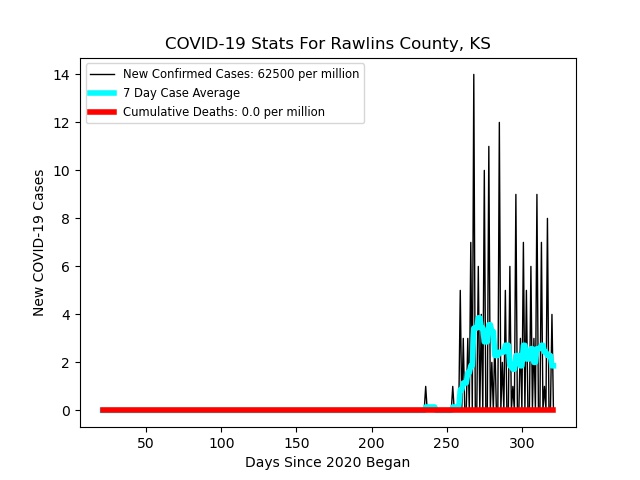 COVID-19 Stats For Rawlins County, KS
New Confirmed Cases: 62500 per million
7 Day Case Average
Cumulative Deaths: 0.0 per million
New COVID-19 Cases
14
12
10
8
6
4
2
0
50 100 150 200 250 300
Days Since 2020 Began